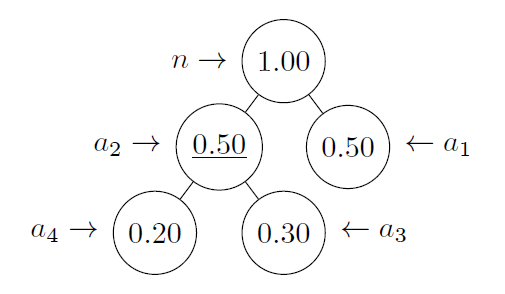 n → 1.00
a₂ → 0.50 0.50 ← a₁
a₄ → 0.20 0.30 ← a₃